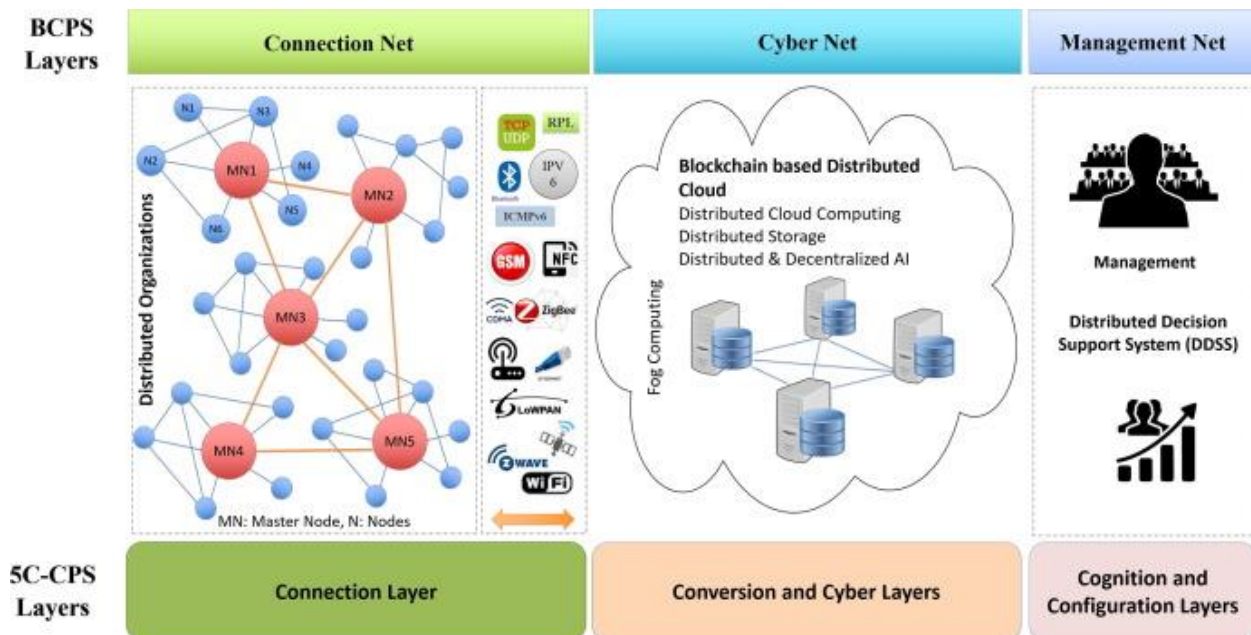 BCPS
Layers
Connection Net
Cyber Net
Management Net
Distributed Organizations
N1
N3
N2
N4
MN1
N5
N6
MN2
MN3
MN4
MN5
MN: Master Node, N: Nodes
TCP
UDP
RPL
Bluetooth
IPV
6
ICMPv6
GSM
NFC
CDMA
ZigBee
ETHERNET
6LoWPAN
Z WAVE
WiFi
Fog Computing
Blockchain based Distributed
Cloud
Distributed Cloud Computing
Distributed Storage
Distributed & Decentralized AI
Management
Distributed Decision
Support System (DDSS)
5C-CPS
Layers
Connection Layer
Conversion and Cyber Layers
Cognition and
Configuration Layers